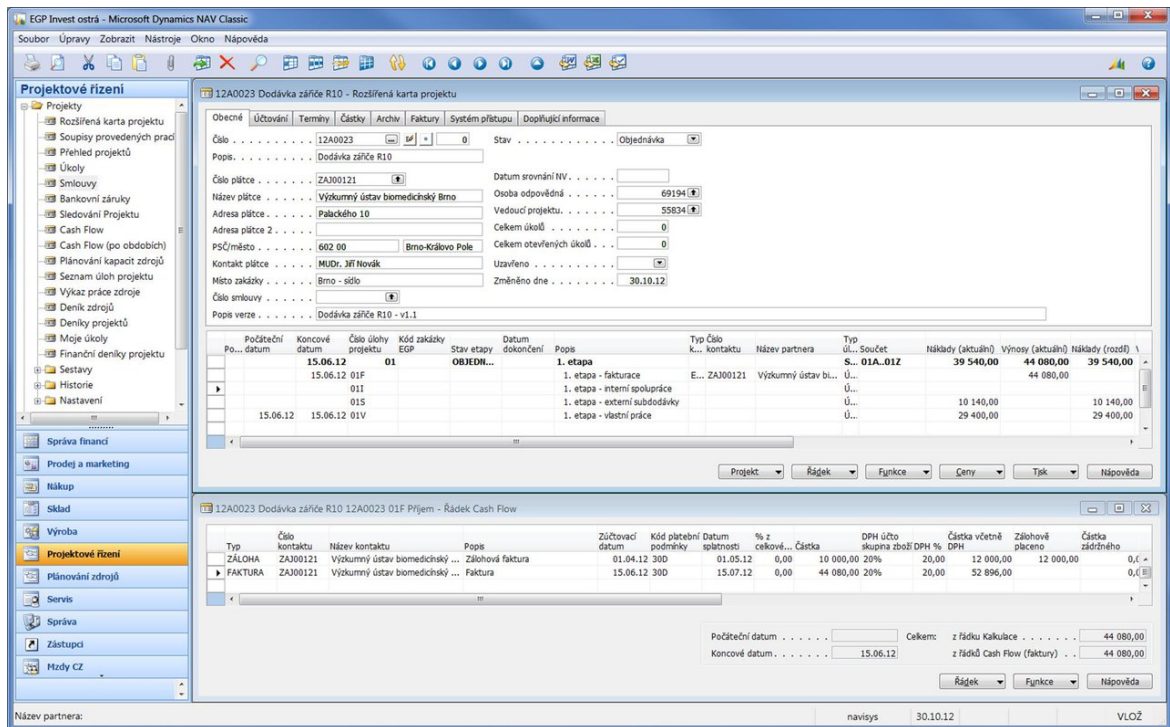 EGP Invest ostrá - Microsoft Dynamics NAV Classic
Soubor Úpravy Zobrazit Nástroje Okno Nápověda
Projektové řízení
Projekty
Rozšířená karta projektu
Soupisy provedených prací
Přehled projektů
Úkoly
Smlouvy
Bankovní záruky
Sledování Projektu
Cash Flow
Cash Flow (po obdobích)
Plánování kapacit zdrojů
Seznam úloh projektu
Výkaz práce zdroje
Deník zdrojů
Deníky projektů
Moje úkoly
Finanční deníky projektu
Sestavy
Historie
Nastavení
Správa financí
Prodej a marketing
Nákup
Sklad
Výroba
Projektové řízení
Plánování zdrojů
Servis
Správa
Zástupci
Mzdy CZ
12A0023 Dodávka zářiče R10 - Rozšířená karta projektu
Obecné Účtování Termíny Částky Archiv Faktury Systém přístupu Doplňující informace
Číslo . . . . . . . . . . 12A0023 0 Stav . . . . . . . . . . . . Objednávka
Popis. . . . . . . . . . Dodávka zářiče R10
Číslo plátce . . . . . . . ZAJ00121 Datum srovnání NV. . . . . .
Název plátce . . . . . . Výzkumný ústav biomedicínský Brno Osoba odpovědná . . . . . . 69194
Adresa plátce. . . . . . Palackého 10 Vedoucí projektu. . . . . . . 55834
Adresa plátce 2 . . . . . Celkem úkolů . . . . . . . 0
PSČ/město . . . . . . . 602 00 Brno-Královo Pole Celkem otevřených úkolů . . . 0
Kontakt plátce . . . . . MUDr. Jiří Novák Uzavřeno . . . . . . . . . .
Místo zakázky . . . . . . Brno - sídlo Změněno dne . . . . . . . . 30.10.12
Číslo smlouvy . . . . . .
Popis verze . . . . . . . Dodávka zářiče R10 - v1.1
Počáteční Koncové Číslo úlohy Kód zakázky Datum Typ Číslo Typ
Po... datum datum projektu EGP Stav etapy dokončení Popis k... kontaktu Název partnera úl... Součet Náklady (aktuální) Výnosy (aktuální) Náklady (rozdíl)
15.06.12 01 OBJEDN... 1. etapa S... 01A..01Z 39 540,00 44 080,00 39 540,00
15.06.12 01F 1. etapa - fakturace E... ZAJ00121 Výzkumný ústav bi... Ú... 44 080,00
01I 1. etapa - interní spolupráce Ú...
01S 1. etapa - externí subdodávky Ú... 10 140,00 10 140,00
15.06.12 15.06.12 01V 1. etapa - vlastní práce Ú... 29 400,00 29 400,00
Projekt Řádek Funkce Ceny Tisk Nápověda
12A0023 Dodávka zářiče R10 12A0023 01F Příjem - Řádek Cash Flow
Číslo Zúčtovací Kód platební Datum % z DPH účto Částka včetně Zálohově Částka
Typ kontaktu Název kontaktu Popis datum podmínky splatnosti celkové... Částka skupina zboží DPH % DPH placeno zádržného
ZÁLOHA ZAJ00121 Výzkumný ústav biomedicínský ... Zálohová faktura 01.04.12 30D 01.05.12 0,00 10 000,00 20% 20,00 12 000,00 12 000,00 0,(
FAKTURA ZAJ00121 Výzkumný ústav biomedicínský ... Faktura 15.06.12 30D 15.07.12 0,00 44 080,00 20% 20,00 52 896,00 0,(
Počáteční datum . . . . . . Celkem: z řádku Kalkulace . . . . . . . 44 080,00
Koncové datum. . . . . . . 15.06.12 z řádků Cash Flow (faktury) . . 44 080,00
Řádek Funkce Nápověda
Název partnera: navisys 30.10.12 VLOŽ